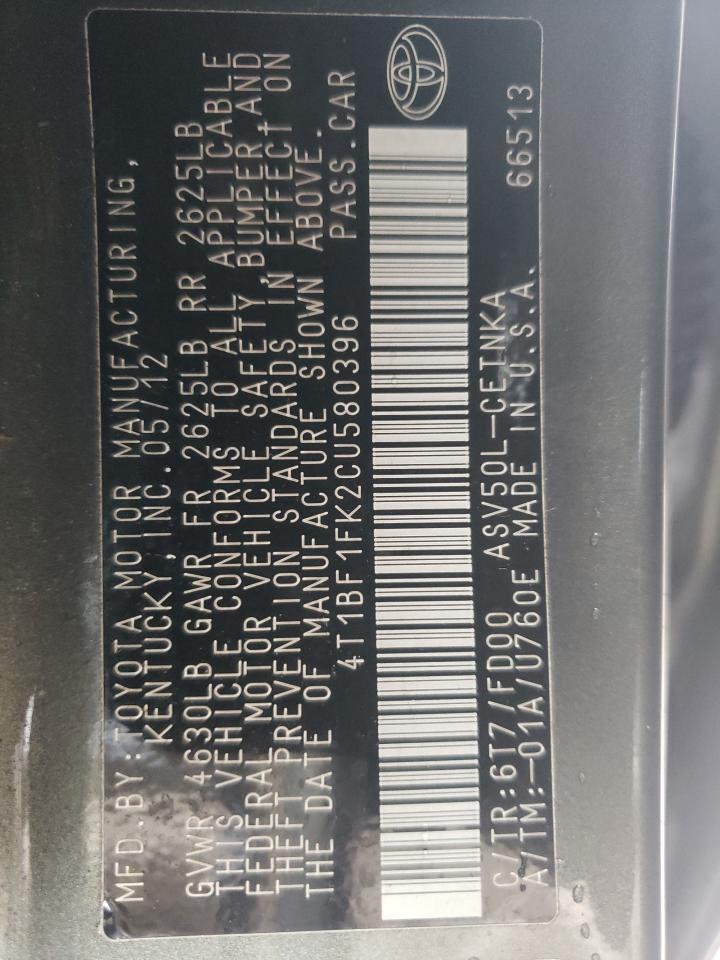 MFD.BY:TOYOTA MOTOR MANUFACTURING,
KENTUCKY,INC.05/12
GVWR 4630LB GAWR FR 2625LB RR 2625LB
THIS VEHICLE CONFORMS TO ALL APPLICABLE
FEDERAL MOTOR VEHICLE SAFETY,BUMPER,AND
THEFT PREVENTION STANDARDS IN EFFECT ON
THE DATE OF MANUFACTURE SHOWN ABOVE.
4T1BF1FK2CU580396 PASS.CAR
C/TR:6T7/FD00 ASV50L-CETNKA 66513
A/TM:-01A/U760E MADE IN U.S.A.